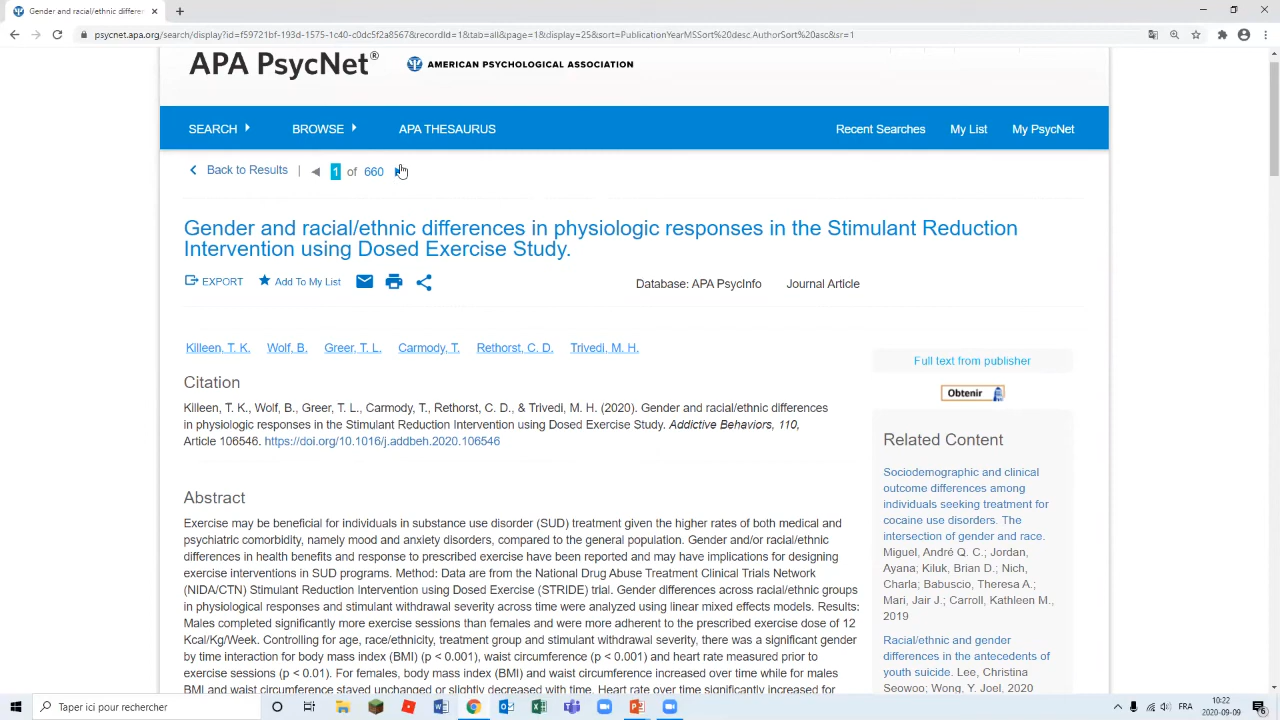 Gender and racial/ethnic differe
psycnet.apa.org/search/display?id=f59721bf-193d-1575-1c40-c0dc5f2a8567&recordId=1&tab=all&page=1&display=25&sort=PublicationYearMSSort%20desc,AuthorSort%20asc&sr=1
APA PsycNet®
AMERICAN PSYCHOLOGICAL ASSOCIATION
SEARCH BROWSE APA THESAURUS Recent Searches My List My PsycNet
Back to Results | 1 of 660
Gender and racial/ethnic differences in physiologic responses in the Stimulant Reduction
Intervention using Dosed Exercise Study.
EXPORT Add To My List Database: APA PsycInfo Journal Article
Killeen, T. K. Wolf, B. Greer, T. L. Carmody, T. Rethorst, C. D. Trivedi, M. H.
Citation
Killeen, T. K., Wolf, B., Greer, T. L., Carmody, T., Rethorst, C. D., & Trivedi, M. H. (2020). Gender and racial/ethnic differences
in physiologic responses in the Stimulant Reduction Intervention using Dosed Exercise Study. Addictive Behaviors, 110,
Article 106546. https://doi.org/10.1016/j.addbeh.2020.106546
Abstract
Exercise may be beneficial for individuals in substance use disorder (SUD) treatment given the higher rates of both medical and
psychiatric comorbidity, namely mood and anxiety disorders, compared to the general population. Gender and/or racial/ethnic
differences in health benefits and response to prescribed exercise have been reported and may have implications for designing
exercise interventions in SUD programs. Method: Data are from the National Drug Abuse Treatment Clinical Trials Network
(NIDA/CTN) Stimulant Reduction Intervention using Dosed Exercise (STRIDE) trial. Gender differences across racial/ethnic groups
in physiological responses and stimulant withdrawal severity across time were analyzed using linear mixed effects models. Results:
Males completed significantly more exercise sessions than females and were more adherent to the prescribed exercise dose of 12
Kcal/Kg/Week. Controlling for age, race/ethnicity, treatment group and stimulant withdrawal severity, there was a significant gender
by time interaction for body mass index (BMI) (p < 0.001), waist circumference (p < 0.001) and heart rate measured prior to
exercise sessions (p < 0.01). For females, body mass index (BMI) and waist circumference increased over time while for males
BMI and waist circumference stayed unchanged or slightly decreased with time. Heart rate over time significantly increased for
Full text from publisher
Obtenir
Related Content
Sociodemographic and clinical
outcome differences among
individuals seeking treatment for
cocaine use disorders. The
intersection of gender and race.
Miguel, André Q. C.; Jordan,
Ayana; Kiluk, Brian D.; Nich,
Charla; Babuscio, Theresa A.;
Mari, Jair J.; Carroll, Kathleen M.,
2019
Racial/ethnic and gender
differences in the antecedents of
youth suicide. Lee, Christina
Seowoo; Wong, Y. Joel, 2020
Taper ici pour rechercher
FRA
10:22
2020-09-09
6